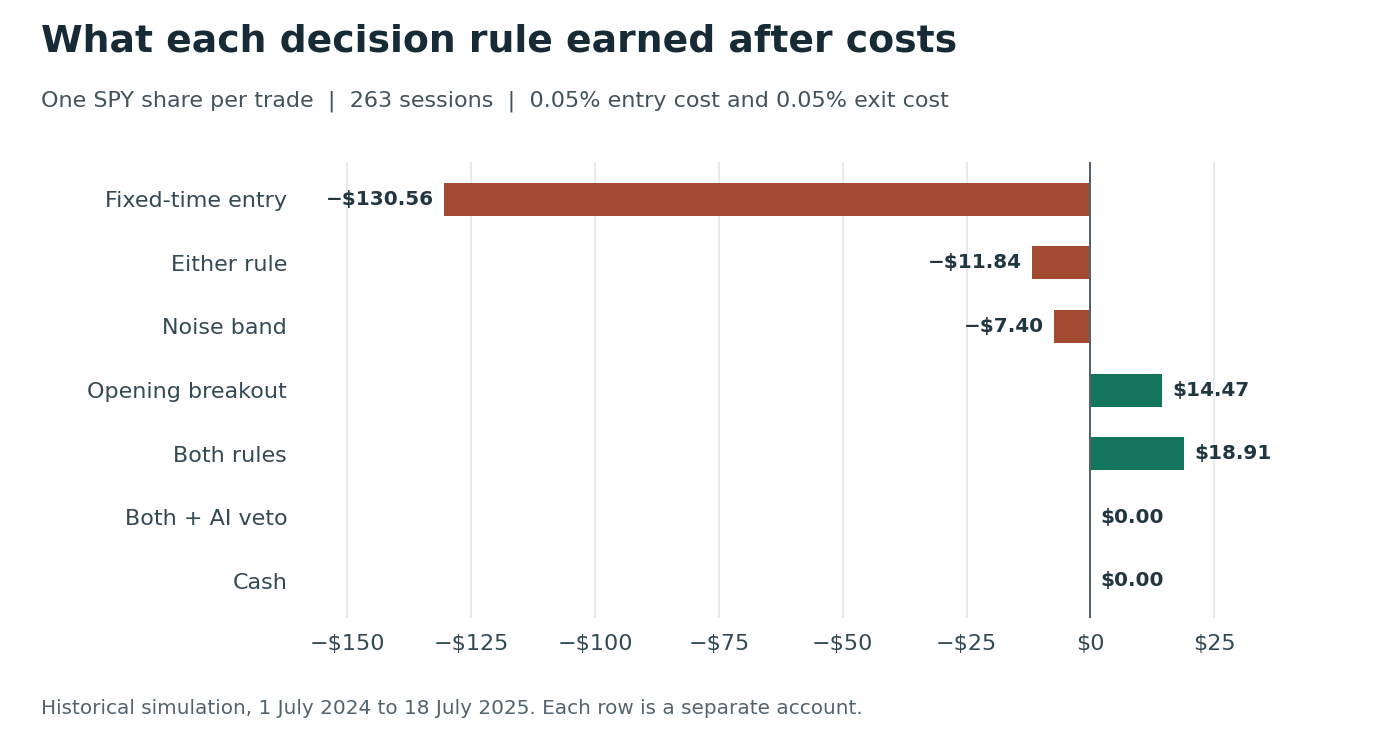 What each decision rule earned after costs
One SPY share per trade | 263 sessions | 0.05% entry cost and 0.05% exit cost
Fixed-time entry −$130.56
Either rule −$11.84
Noise band −$7.40
Opening breakout $14.47
Both rules $18.91
Both + AI veto $0.00
Cash $0.00
−$150 −$125 −$100 −$75 −$50 −$25 $0 $25
Historical simulation, 1 July 2024 to 18 July 2025. Each row is a separate account.